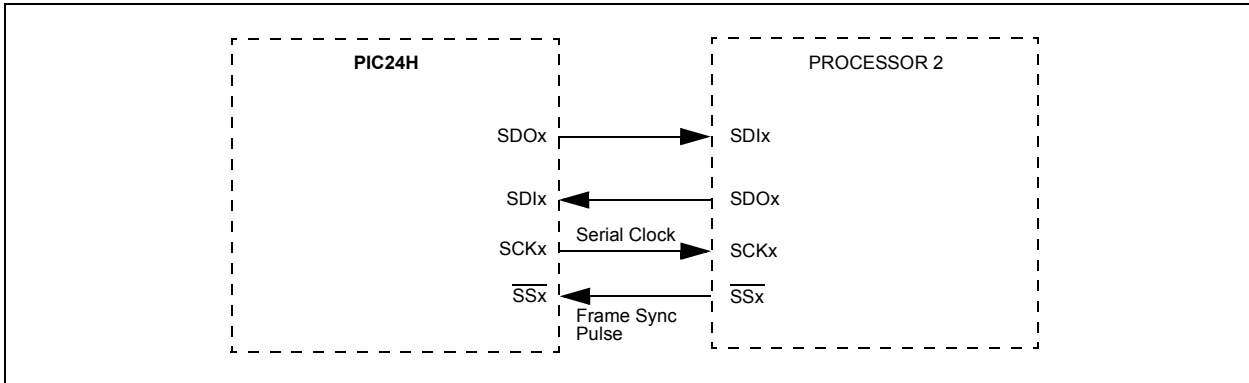 PIC24H
PROCESSOR 2
SDOx
SDIx
SDIx
SDOx
Serial Clock
SCKx
SCKx
SSx
SSx
Frame Sync
Pulse